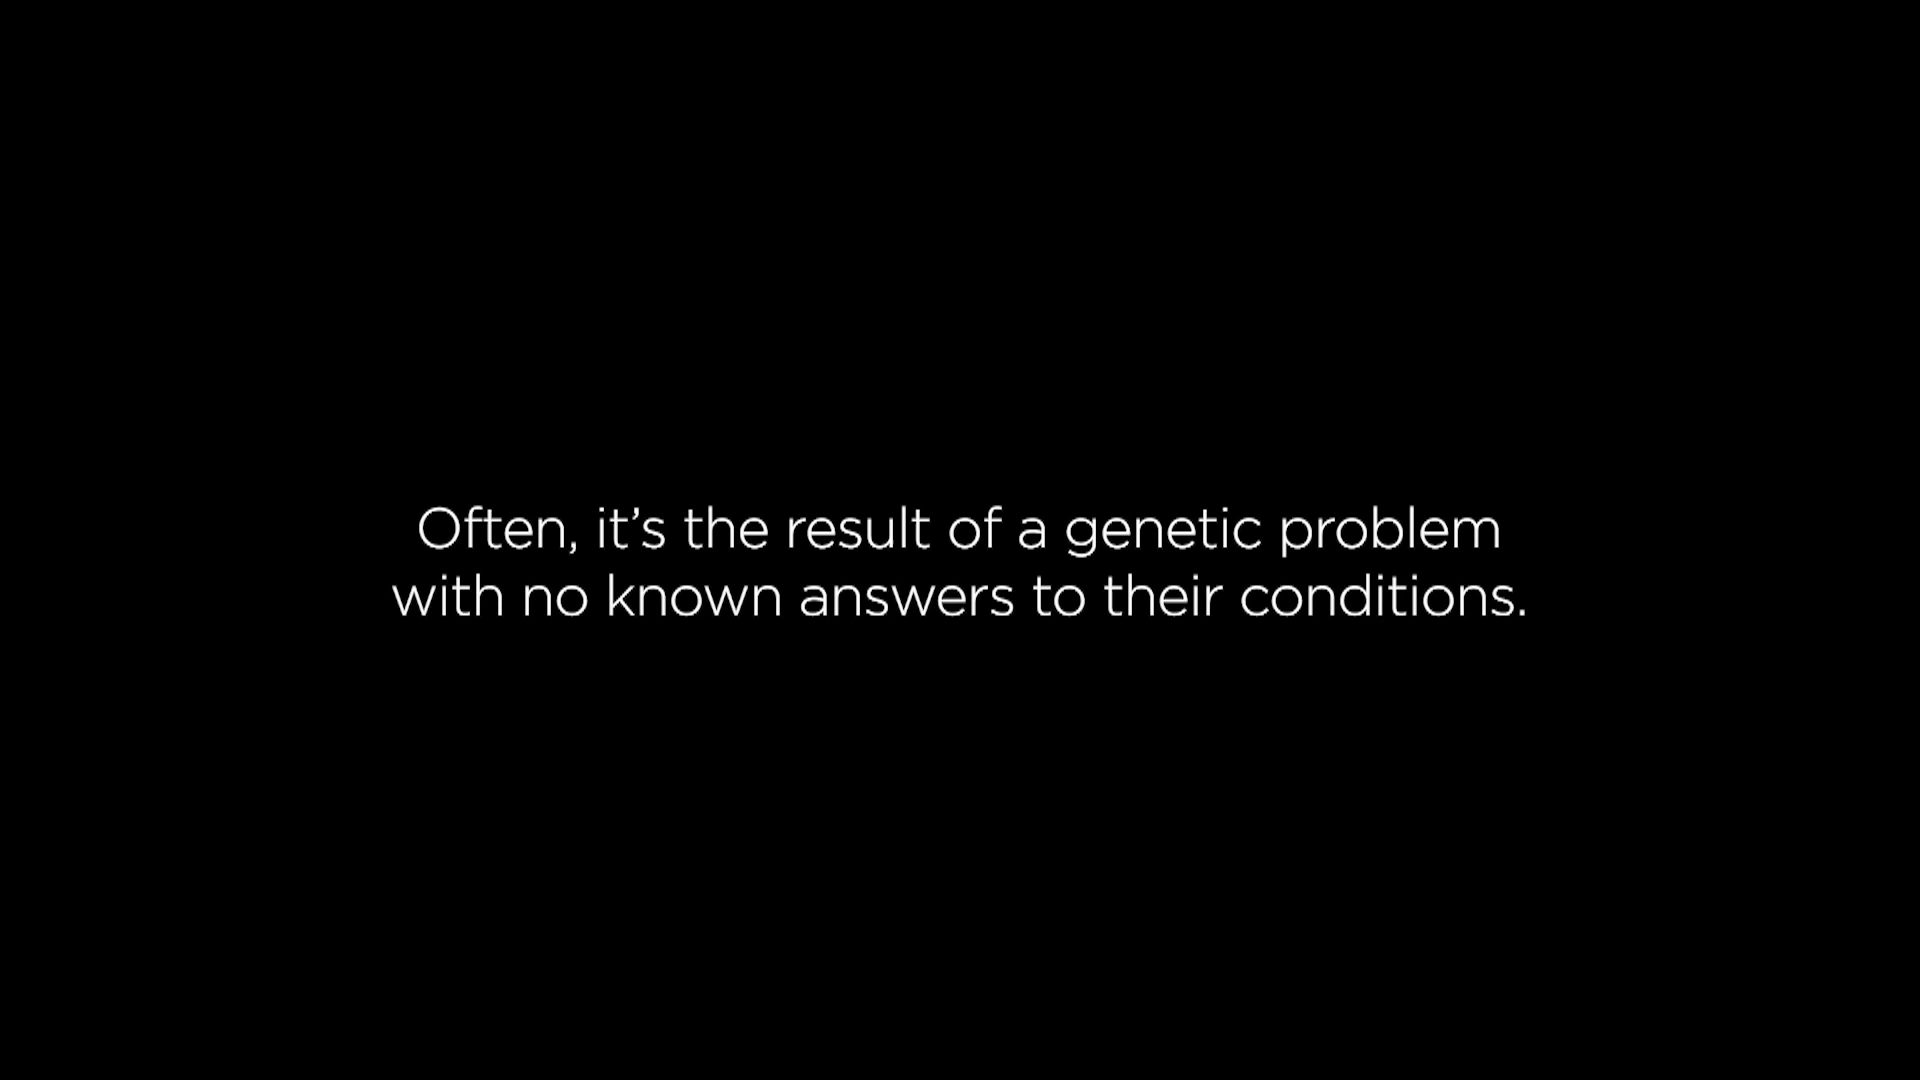 Often, it’s the result of a genetic problem
with no known answers to their conditions.